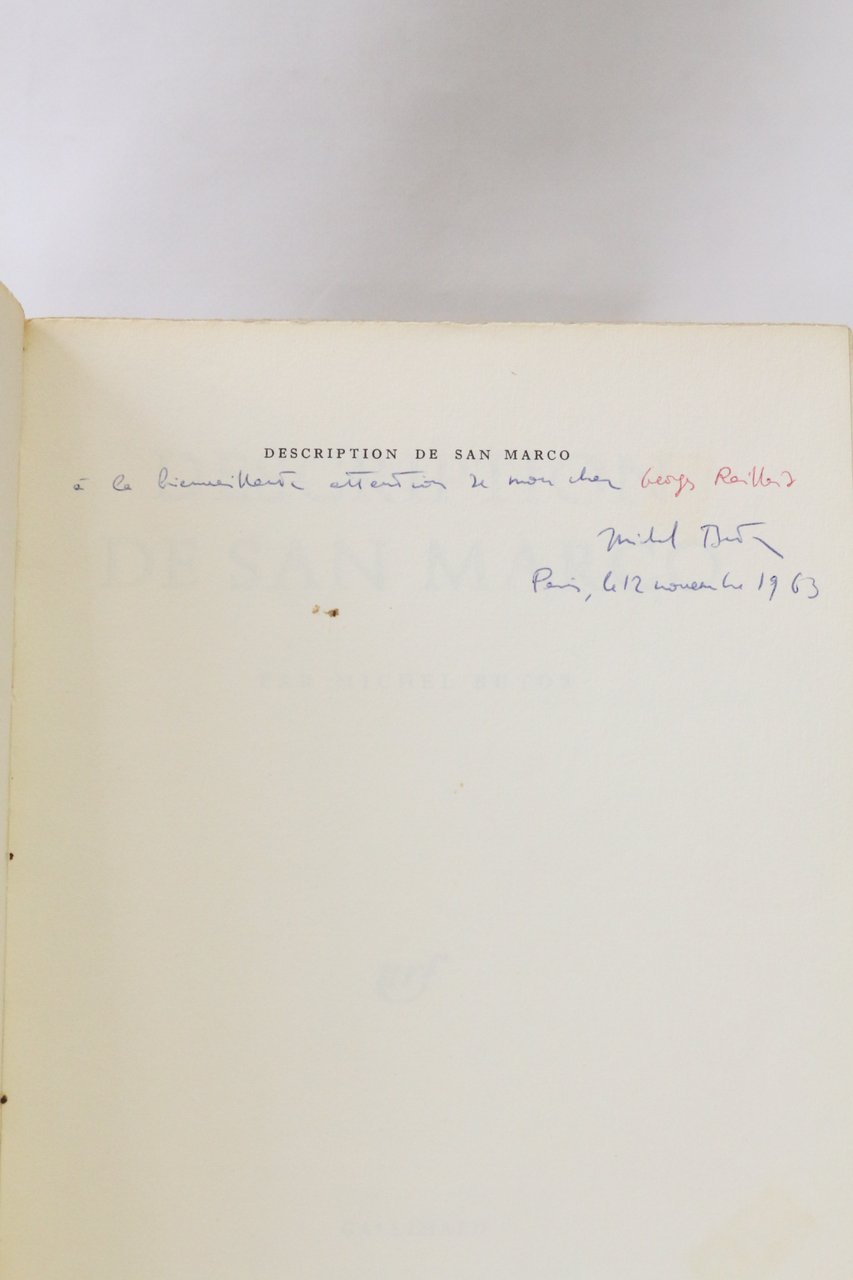 DESCRIPTION DE SAN MARCO
à la bienveillante attention de mon cher Georges Raillard
Michel Butor
Paris, le 12 novembre 1963